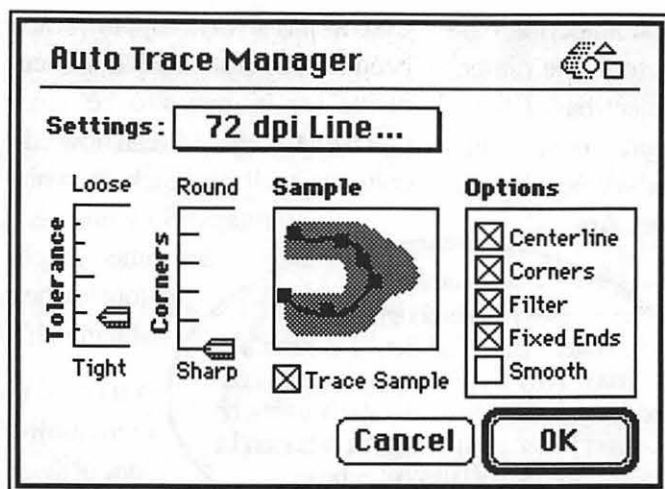 Auto Trace Manager
Settings: 72 dpi Line...
Loose
Tolerance
Tight
Round
Corners
Sharp
Sample
Trace Sample
Options
Centerline
Corners
Filter
Fixed Ends
Smooth
Cancel
OK